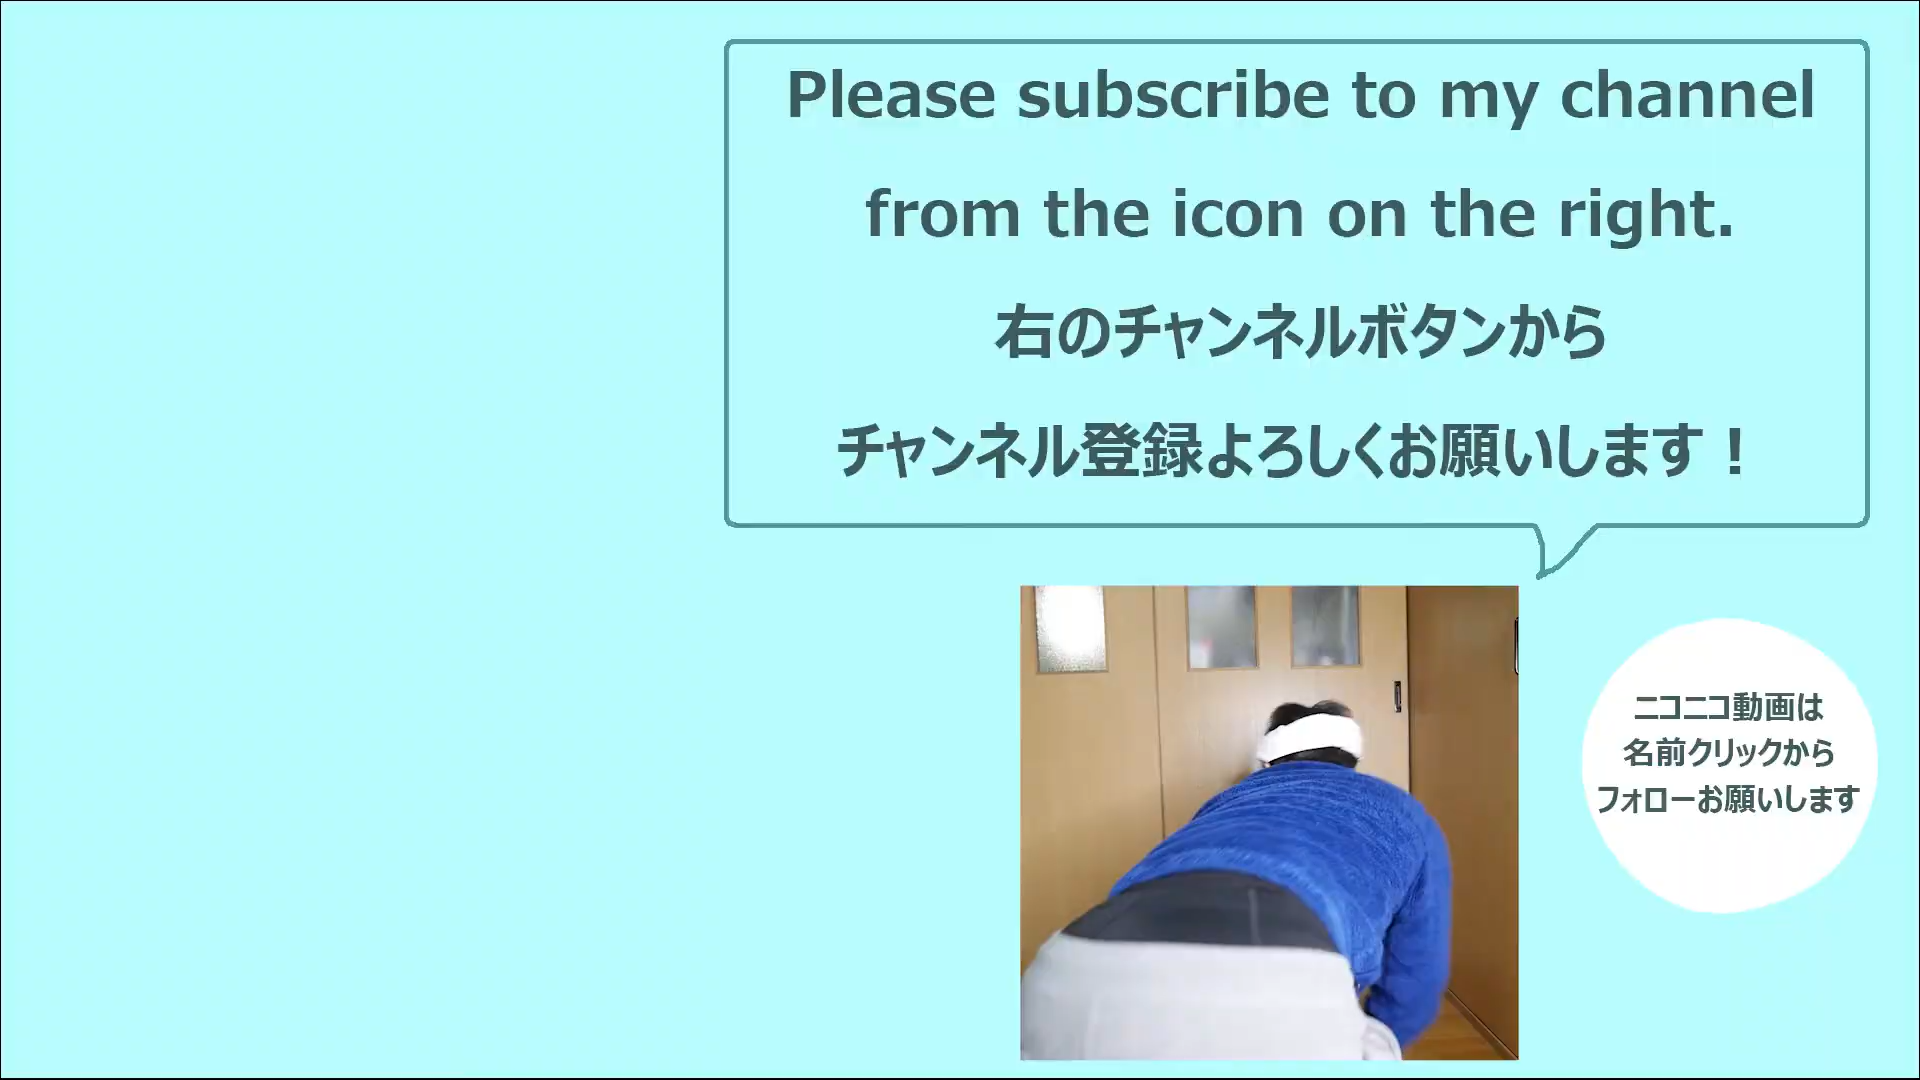 Please subscribe to my channel
from the icon on the right.
右のチャンネルボタンから
チャンネル登録よろしくお願いします！
ニコニコ動画は
名前クリックから
フォローお願いします